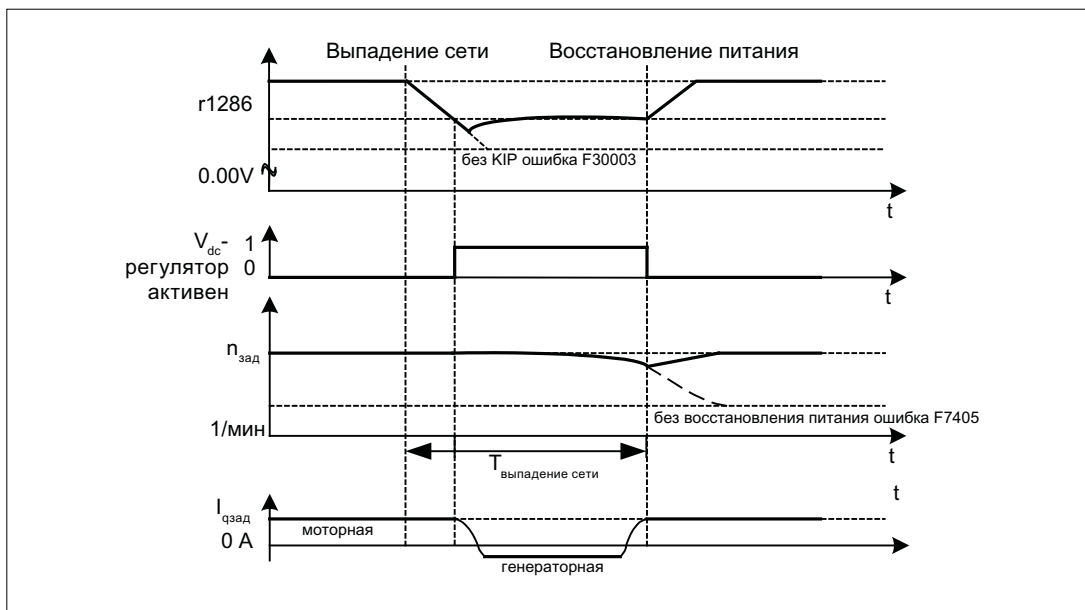 Выпадение сети
Восстановление питания
r1286
без KIP ошибка F30003
0.00V
t
V dc -
регулятор
активен
1
0
t
n зад
без восстановления питания ошибка F7405
1/мин
t
T выпадение сети
t
I qзад
моторная
0 A
генераторная